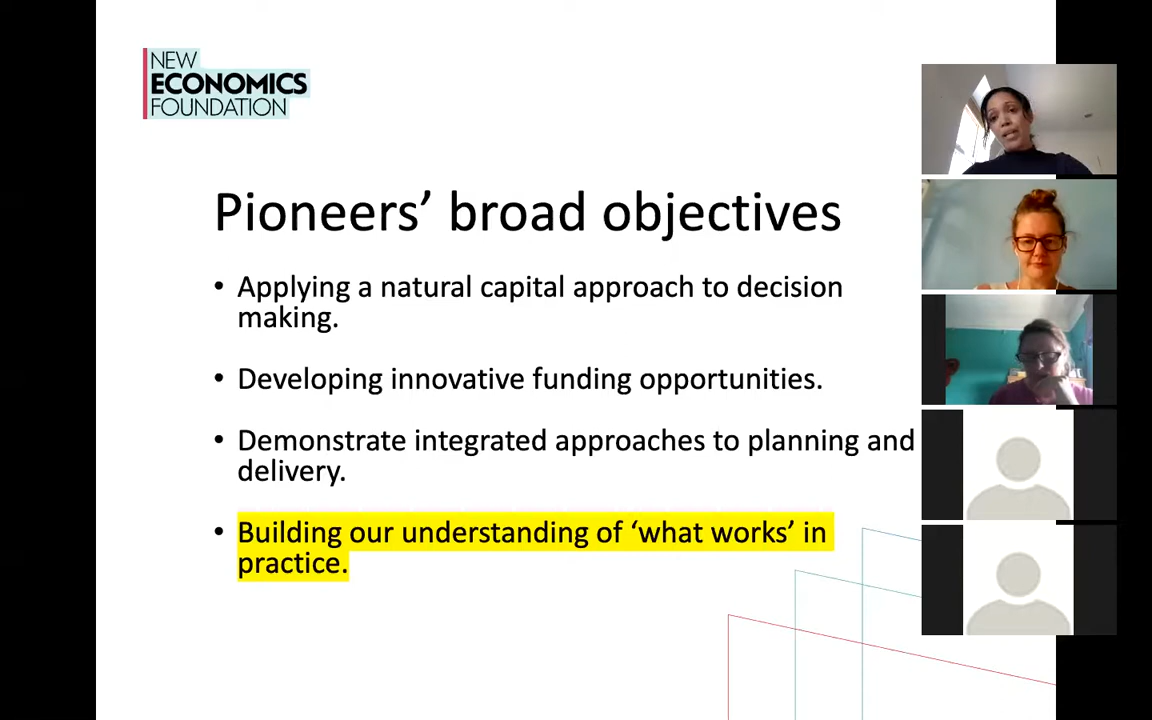 NEW
ECONOMICS
FOUNDATION
Pioneers’ broad objectives
• Applying a natural capital approach to decision
making.
• Developing innovative funding opportunities.
• Demonstrate integrated approaches to planning and
delivery.
• Building our understanding of ‘what works’ in
practice.